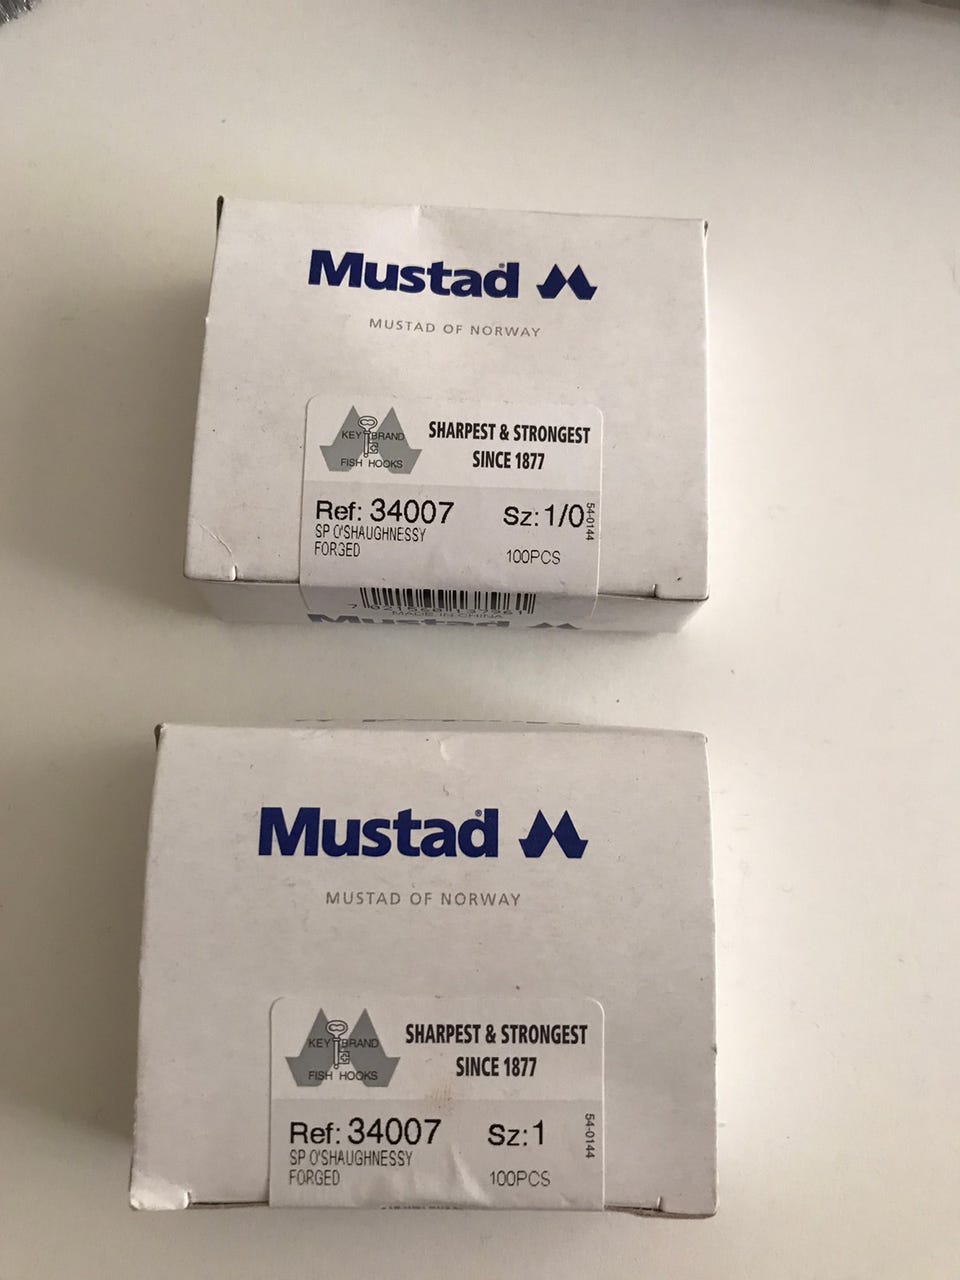 Mustad®
MUSTAD OF NORWAY
KEY BRAND
FISH HOOKS
SHARPEST & STRONGEST
SINCE 1877
Ref: 34007 Sz: 1/0
SP O'SHAUGHNESSY
FORGED
100PCS
54-0144
MADE IN CHINA
Mustad
Mustad®
MUSTAD OF NORWAY
KEY BRAND
FISH HOOKS
SHARPEST & STRONGEST
SINCE 1877
Ref: 34007 Sz: 1
SP O'SHAUGHNESSY
FORGED
100PCS
54-0144